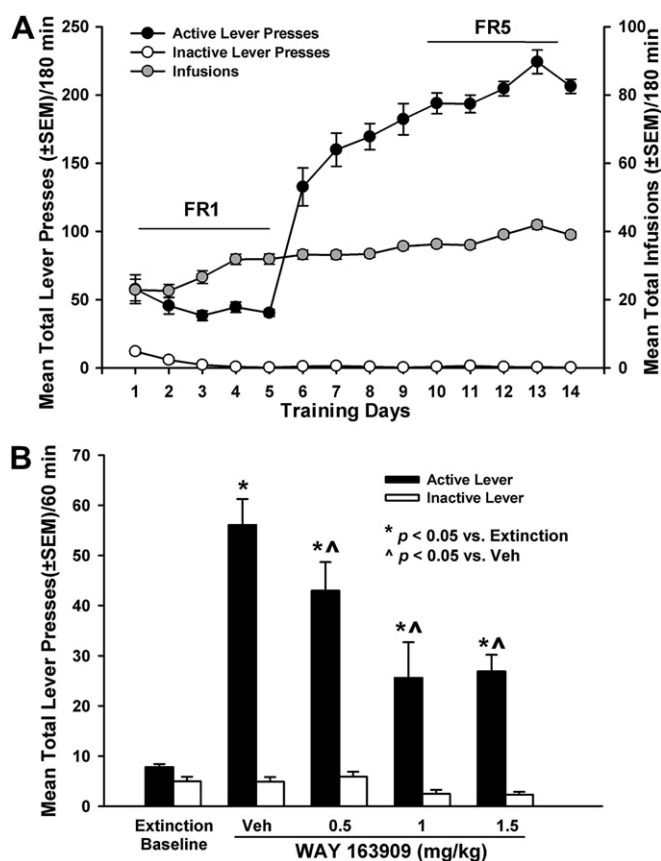 A
Mean Total Lever Presses (±SEM)/180 min
250
200
150
100
50
0
Active Lever Presses
Inactive Lever Presses
Infusions
FR1
FR5
100
80
60
40
20
0
Mean Total Infusions (±SEM)/180 min
1 2 3 4 5 6 7 8 9 10 11 12 13 14
Training Days
B
Mean Total Lever Presses(±SEM)/60 min
70
60
50
40
30
20
10
0
Active Lever
Inactive Lever
* p < 0.05 vs. Extinction
^ p < 0.05 vs. Veh
*
*^
*^
*^
Extinction Baseline
Veh 0.5 1 1.5
WAY 163909 (mg/kg)